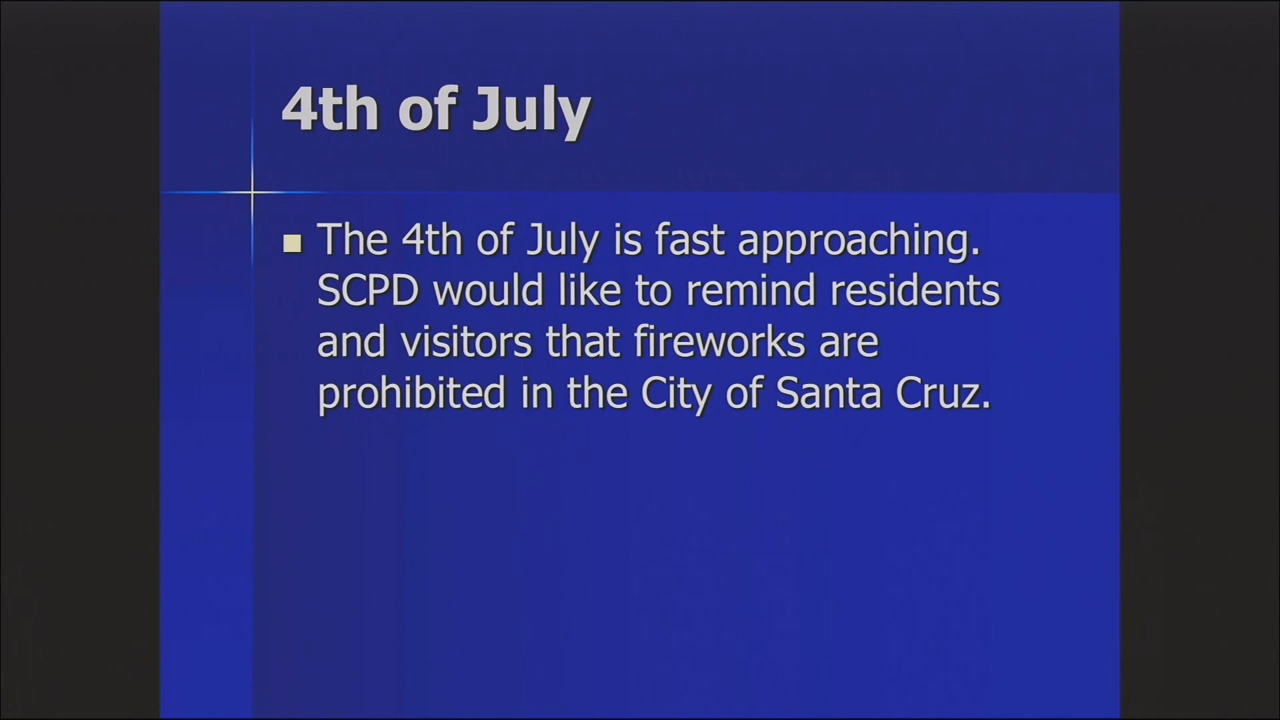 4th of July
The 4th of July is fast approaching.
SCPD would like to remind residents
and visitors that fireworks are
prohibited in the City of Santa Cruz.